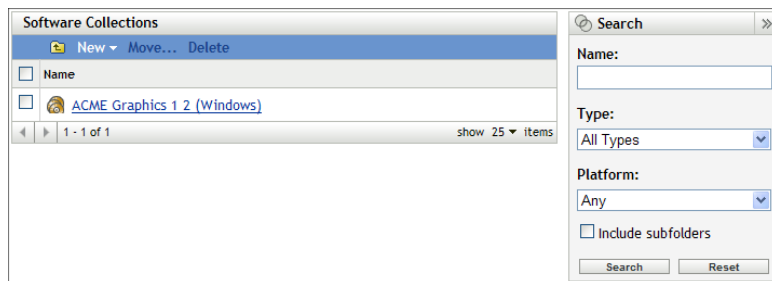 Software Collections
New Move... Delete
Name
ACME Graphics 1 2 (Windows)
1 - 1 of 1 show 25 items
Search
Name:
Type:
All Types
Platform:
Any
Include subfolders
Search Reset